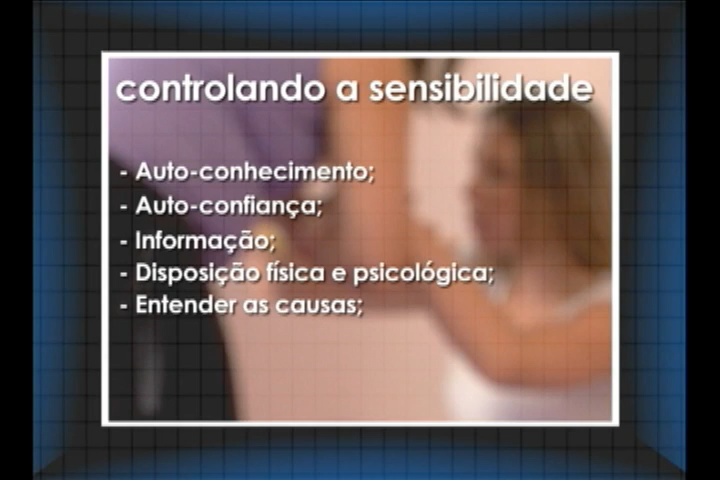 controlando a sensibilidade
- Auto-conhecimento;
- Auto-confiança;
- Informação;
- Disposição física e psicológica;
- Entender as causas;